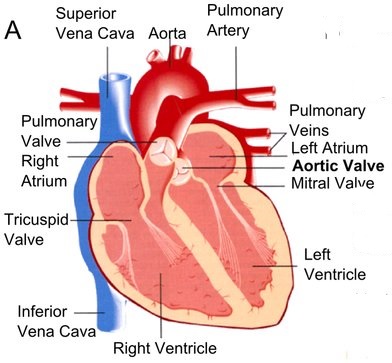 A
Superior
Vena Cava
Aorta
Pulmonary
Artery
Pulmonary
Valve
Right
Atrium
Tricuspid
Valve
Inferior
Vena Cava
Right Ventricle
Pulmonary
Veins
Left Atrium
Aortic Valve
Mitral Valve
Left
Ventricle